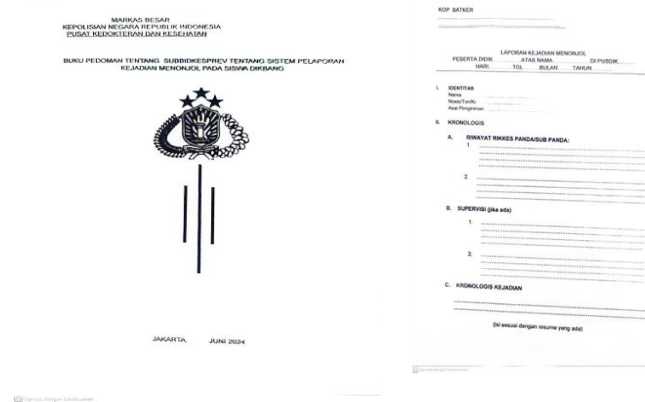 MARKAS BESAR
KEPOLISIAN NEGARA REPUBLIK INDONESIA
PUSAT KEDOKTERAN DAN KESEHATAN
BUKU PEDOMAN TENTANG SUBBIDKESPREV TENTANG SISTEM PELAPORAN
KEJADIAN MENONJOL PADA SISWA DIKBANG
JAKARTA, JUNI 2024
KOP SATKER
LAPORAN KEJADIAN MENONJOL
PESERTA DIDIK ATAS NAMA DI PUSDIK
HARI TGL BULAN TAHUN
I. IDENTITAS
Nama
Asal Pengiriman
II. KRONOLOGIS
A. RIWAYAT RIKKES PANDA/SUB PANDA:
1.
2.
B. SUPERVISI (jika ada)
1.
2.
C. KRONOLOGIS KEJADIAN
(Isi sesuai dengan resume yang ada)